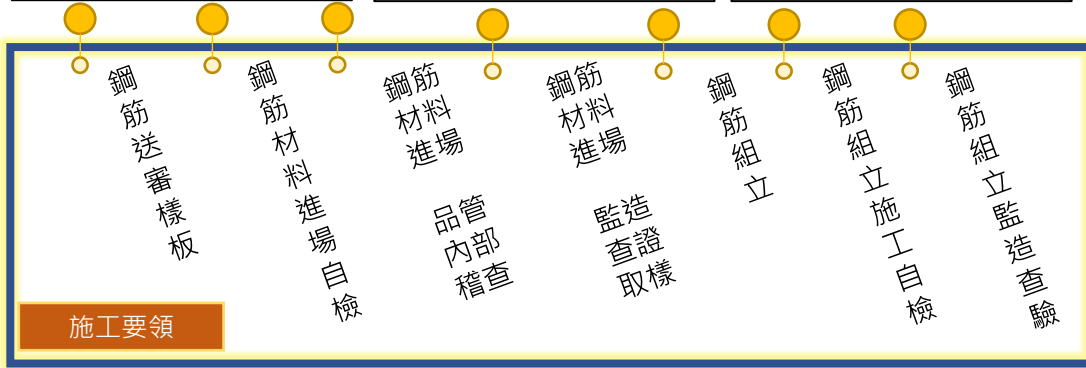 鋼筋送審樣板
鋼筋材料進場自檢
鋼筋
材料
進場
品管
內部
稽查
鋼筋
材料
進場
監造
查證
取樣
鋼筋組立
鋼筋組立施工自檢
鋼筋組立監造查驗
施工要領